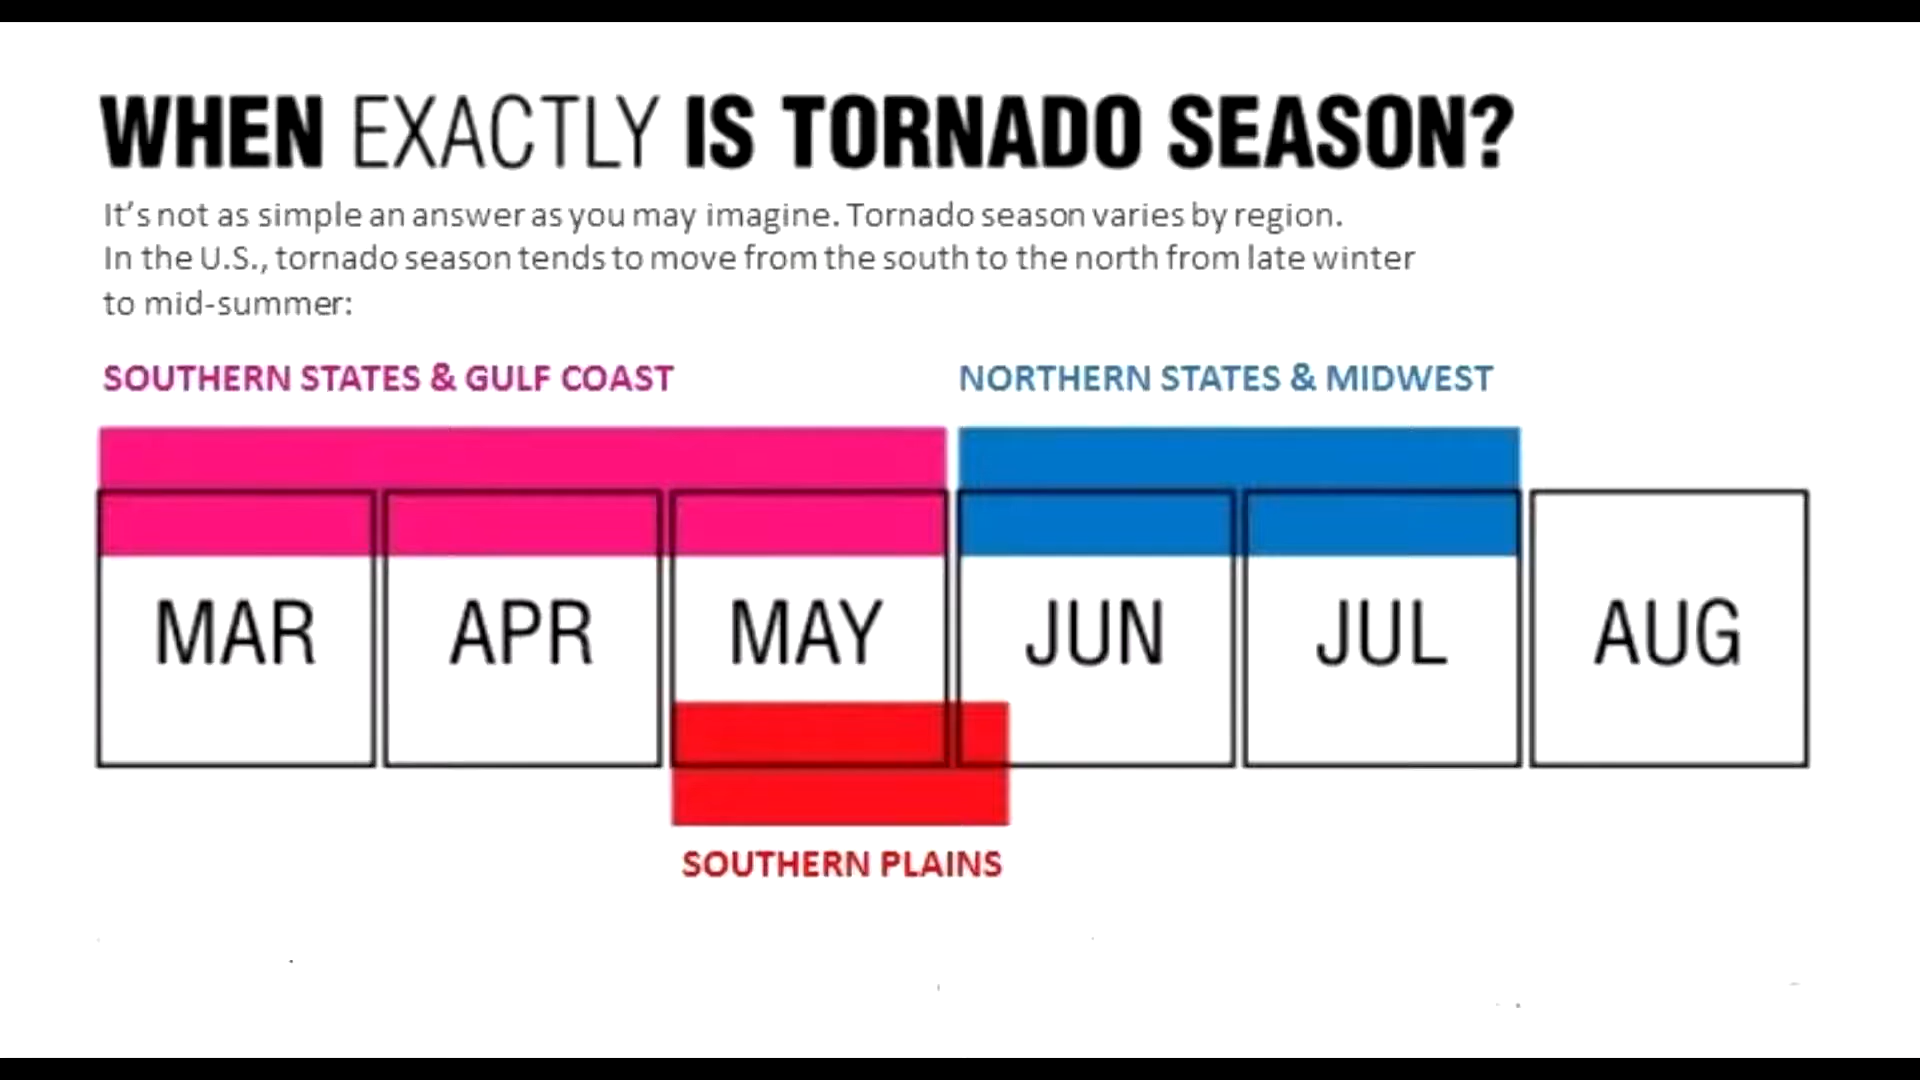 WHEN EXACTLY IS TORNADO SEASON?
It's not as simple an answer as you may imagine. Tornado season varies by region.
In the U.S., tornado season tends to move from the south to the north from late winter
to mid-summer:
SOUTHERN STATES & GULF COAST
NORTHERN STATES & MIDWEST
MAR
APR
MAY
JUN
JUL
AUG
SOUTHERN PLAINS